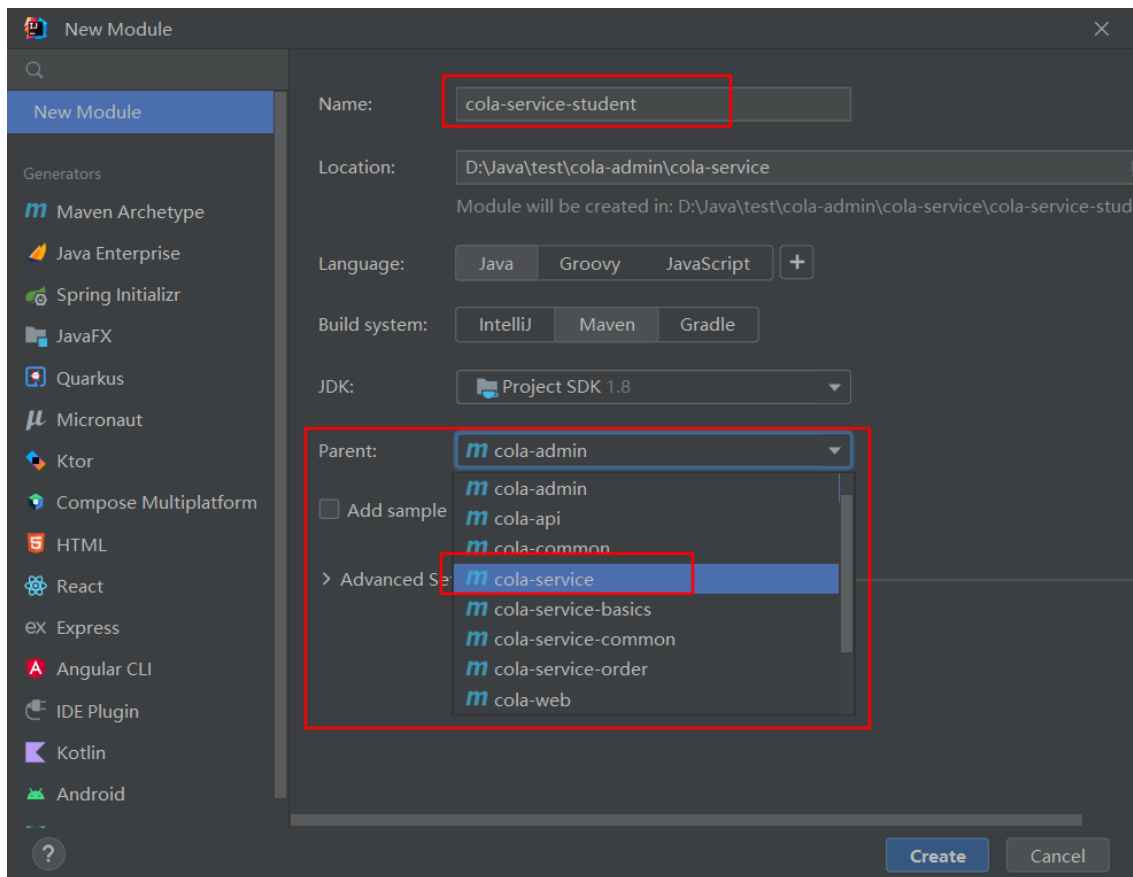 New Module
New Module
Generators
Maven Archetype
Java Enterprise
Spring Initializr
JavaFX
Quarkus
Micronaut
Ktor
Compose Multiplatform
HTML
React
Express
Angular CLI
IDE Plugin
Kotlin
Android
?
Name: cola-service-student
Location: D:\Java\test\cola-admin\cola-service
Module will be created in: D:\Java\test\cola-admin\cola-service\cola-service-stud
Language: Java Groovy JavaScript +
Build system: IntelliJ Maven Gradle
JDK: Project SDK 1.8
Parent: m cola-admin
m cola-admin
Add sample m cola-api
m cola-common
Advanced Se m cola-service
m cola-service-basics
m cola-service-common
m cola-service-order
m cola-web
Create Cancel